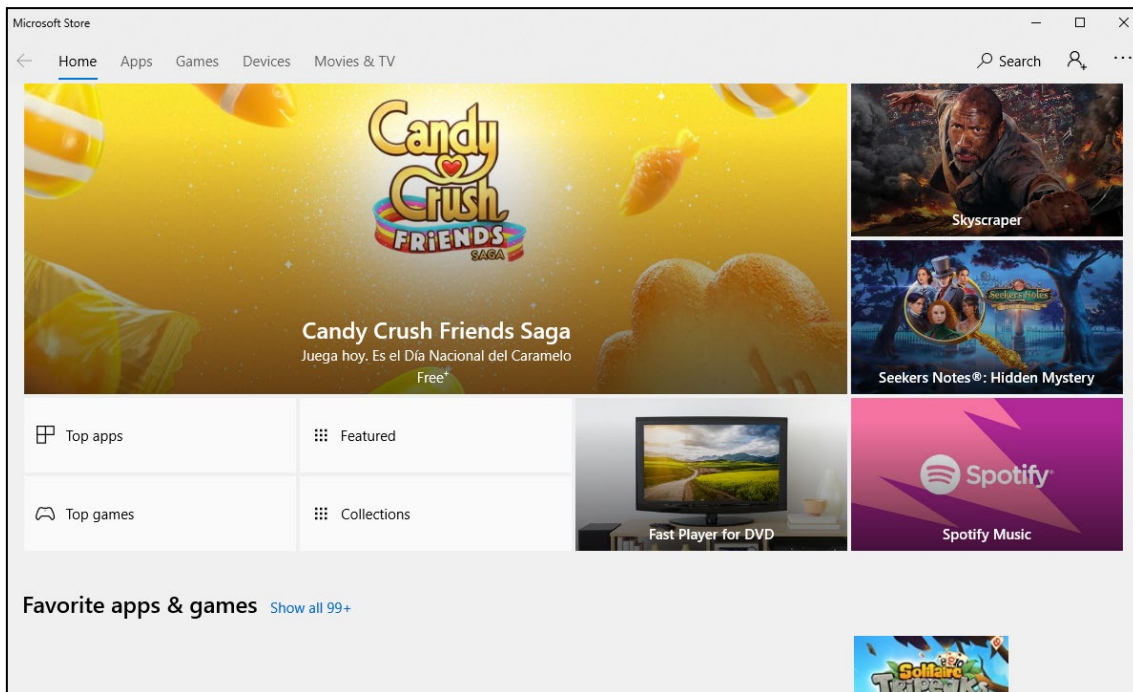 Microsoft Store
Home Apps Games Devices Movies & TV Search
Candy
Crush
FRIENDS
SAGA
Candy Crush Friends Saga
Juega hoy. Es el Día Nacional del Caramelo
Free+
Skyscraper
Seekers Notes
Seekers Notes®: Hidden Mystery
Top apps
Featured
Top games
Collections
Fast Player for DVD
Spotify
Spotify Music
Favorite apps & games Show all 99+
Solitaire
TRIPEAKS